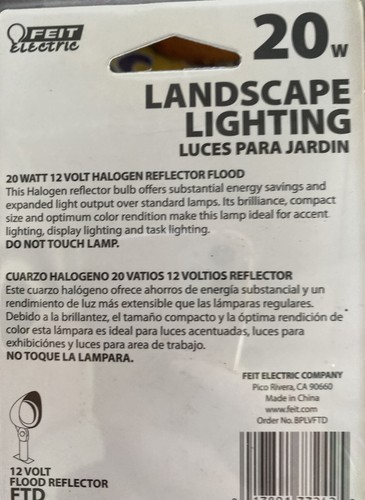 FEIT
electric
20w
LANDSCAPE
LIGHTING
LUCES PARA JARDIN
20 WATT 12 VOLT HALOGEN REFLECTOR FLOOD
This Halogen reflector bulb offers substantial energy savings and
expanded light output over standard lamps. Its brilliance, compact
size and optimum color rendition make this lamp ideal for accent
lighting, display lighting and task lighting.
DO NOT TOUCH LAMP.
CUARZO HALOGENO 20 VATIOS 12 VOLTIOS REFLECTOR
Este cuarzo halógeno ofrece ahorros de energía substancial y un
rendimiento de luz más extensible que las lámparas regulares.
Debido a la brillantez, el tamaño compacto y la óptima rendición de
color esta lámpara es ideal para luces acentuadas, luces para
exhibiciónes y luces para area de trabajo.
NO TOQUE LA LAMPARA.
FEIT ELECTRIC COMPANY
Pico Rivera, CA 90660
Made in China
www.feit.com
Order No. BPLVFTD
12 VOLT
FLOOD REFLECTOR
FTD